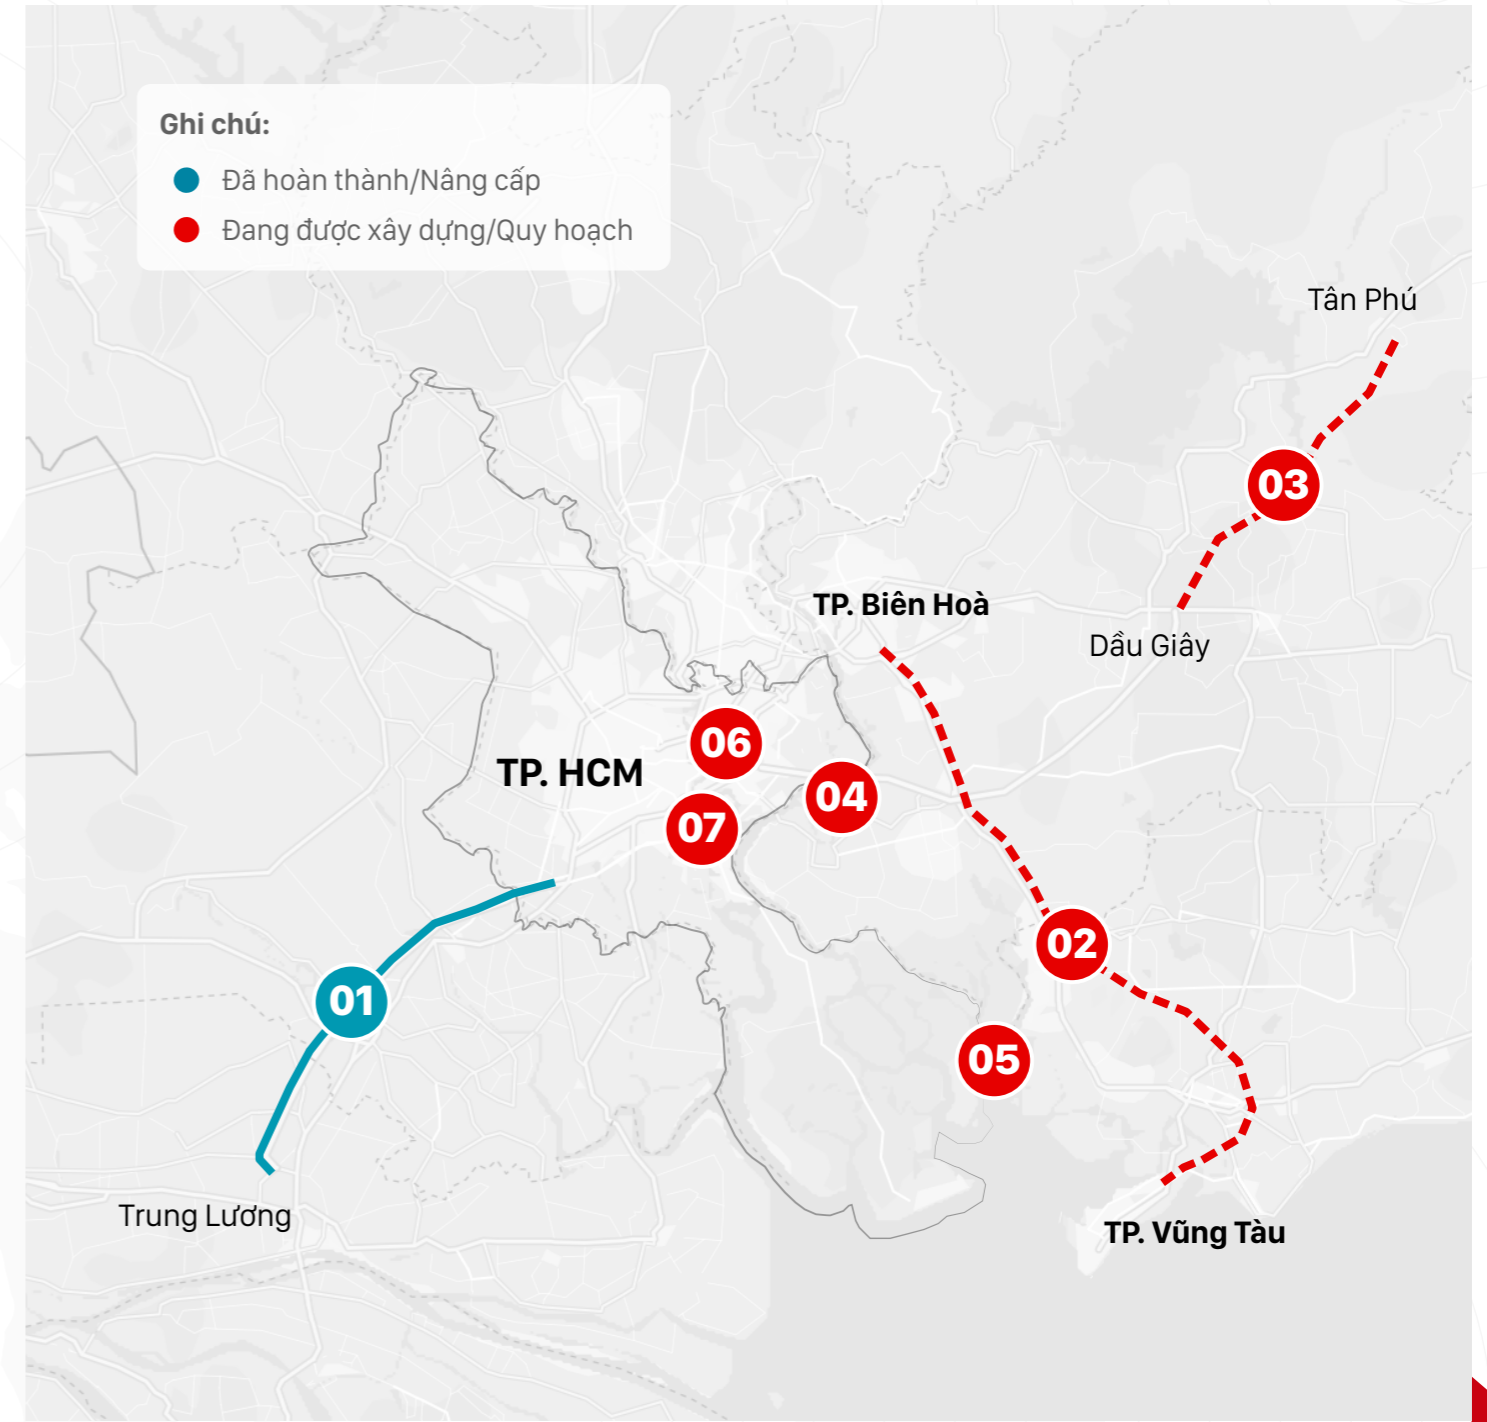 Ghi chú:
Đã hoàn thành/Nâng cấp
Đang được xây dựng/Quy hoạch
Tân Phú
03
TP. Biên Hoà
Dầu Giây
06
TP. HCM
04
07
02
01
05
Trung Lương
TP. Vũng Tàu